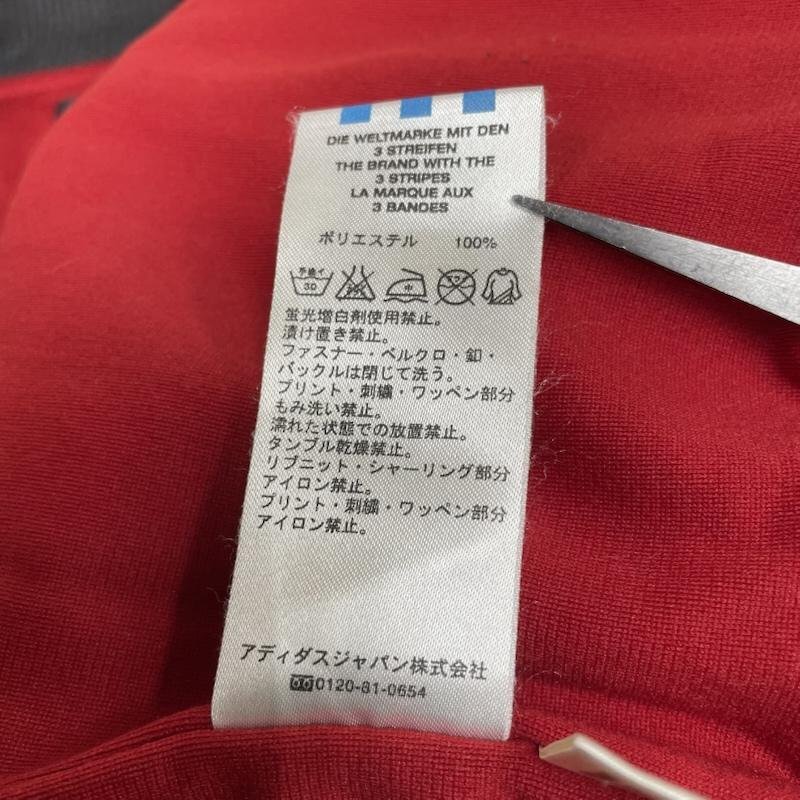 DIE WELTMARKE MIT DEN
3 STREIFEN
THE BRAND WITH THE
3 STRIPES
LA MARQUE AUX
3 BANDES
ポリエステル 100%
手洗イ 30 中
蛍光増白剤使用禁止。
漬け置き禁止。
ファスナー・ベルクロ・釦・
バックルは閉じて洗う。
プリント・刺繍・ワッペン部分
もみ洗い禁止。
濡れた状態での放置禁止。
タンブル乾燥禁止。
リブニット・シャーリング部分
アイロン禁止。
プリント・刺繍・ワッペン部分
アイロン禁止。
アディダスジャパン株式会社
0120-81-0654